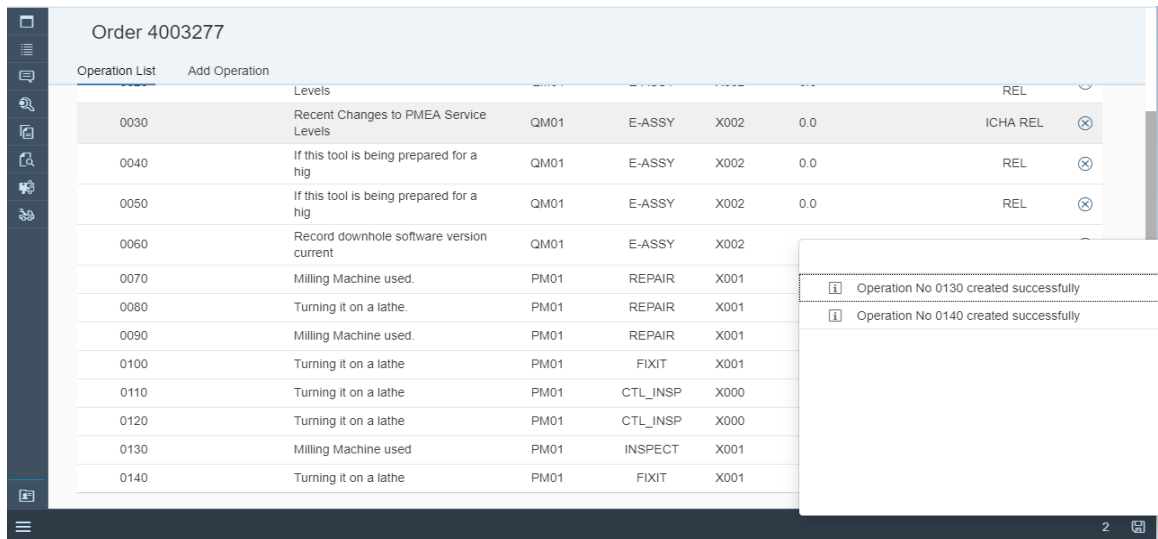 Order 4003277
Operation List Add Operation
Levels REL
0030 Recent Changes to PMEA Service Levels QM01 E-ASSY X002 0.0 ICHA REL
0040 If this tool is being prepared for a hig QM01 E-ASSY X002 0.0 REL
0050 If this tool is being prepared for a hig QM01 E-ASSY X002 0.0 REL
0060 Record downhole software version current QM01 E-ASSY X002
0070 Milling Machine used. PM01 REPAIR X001
Operation No 0130 created successfully
0080 Turning it on a lathe. PM01 REPAIR X001
Operation No 0140 created successfully
0090 Milling Machine used. PM01 REPAIR X001
0100 Turning it on a lathe PM01 FIXIT X001
0110 Turning it on a lathe PM01 CTL_INSP X000
0120 Turning it on a lathe PM01 CTL_INSP X000
0130 Milling Machine used PM01 INSPECT X001
0140 Turning it on a lathe PM01 FIXIT X001
2